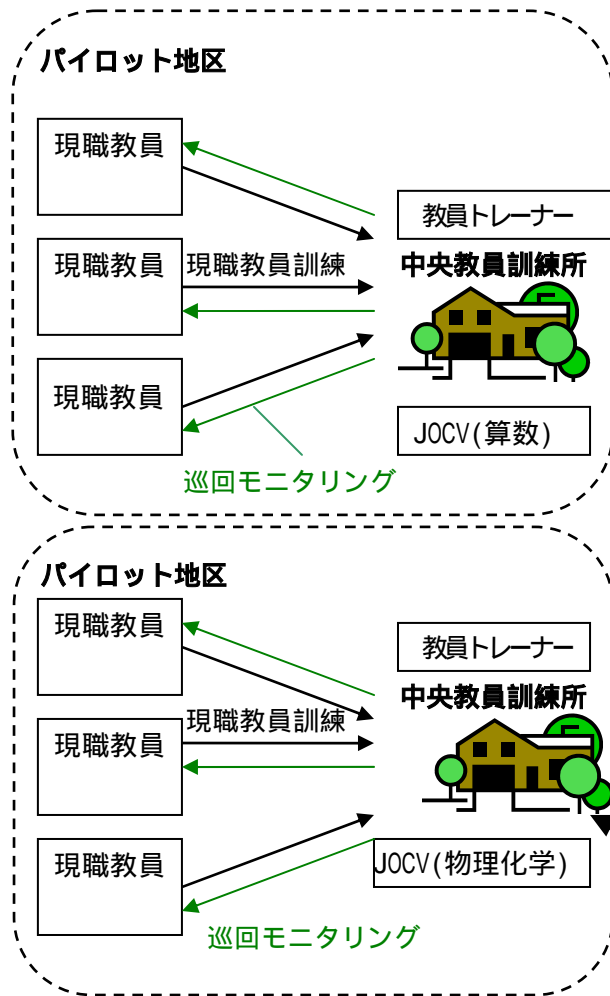 パイロット地区
現職教員
教員トレーナー
現職教員
現職教員訓練
中央教員訓練所
現職教員
JOCV(算数)
巡回モニタリング
パイロット地区
現職教員
教員トレーナー
中央教員訓練所
現職教員訓練
現職教員
現職教員
JOCV(物理化学)
巡回モニタリング